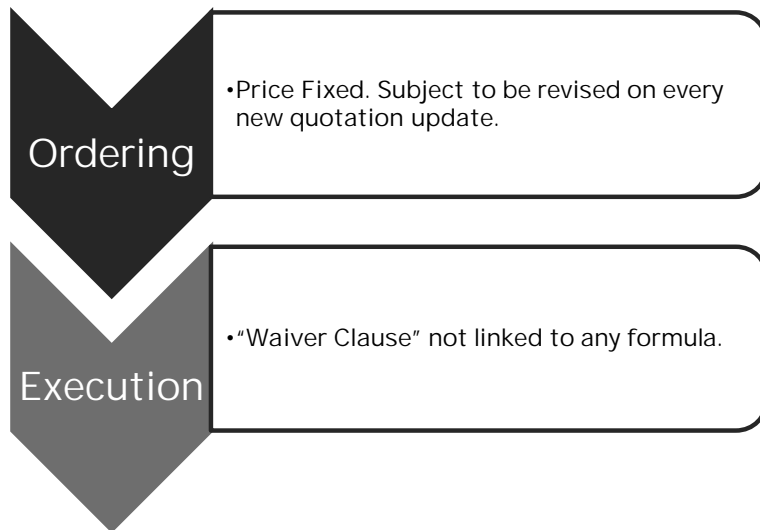 Ordering
•Price Fixed. Subject to be revised on every
new quotation update.
Execution
•“Waiver Clause” not linked to any formula.